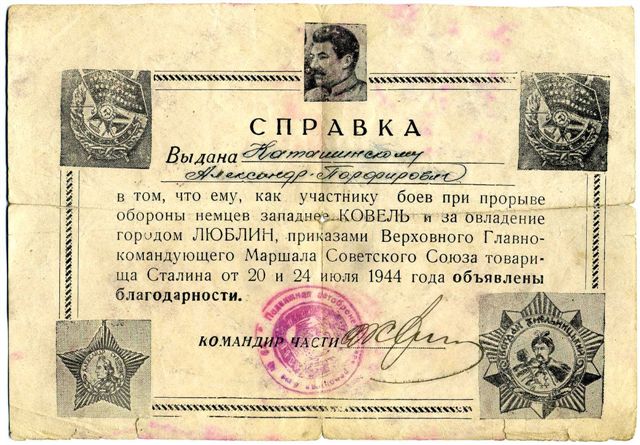 СПРАВКА
Выдана Каташинскому
Александр Порфирович
в том, что ему, как участнику боев при прорыве
обороны немцев западнее КОВЕЛЬ и за овладение
городом ЛЮБЛИН, приказами Верховного Главно-
командующего Маршала Советского Союза товари-
ща Сталина от 20 и 24 июля 1944 года объявлены
благодарности.
КОМАНДИР ЧАСТИ